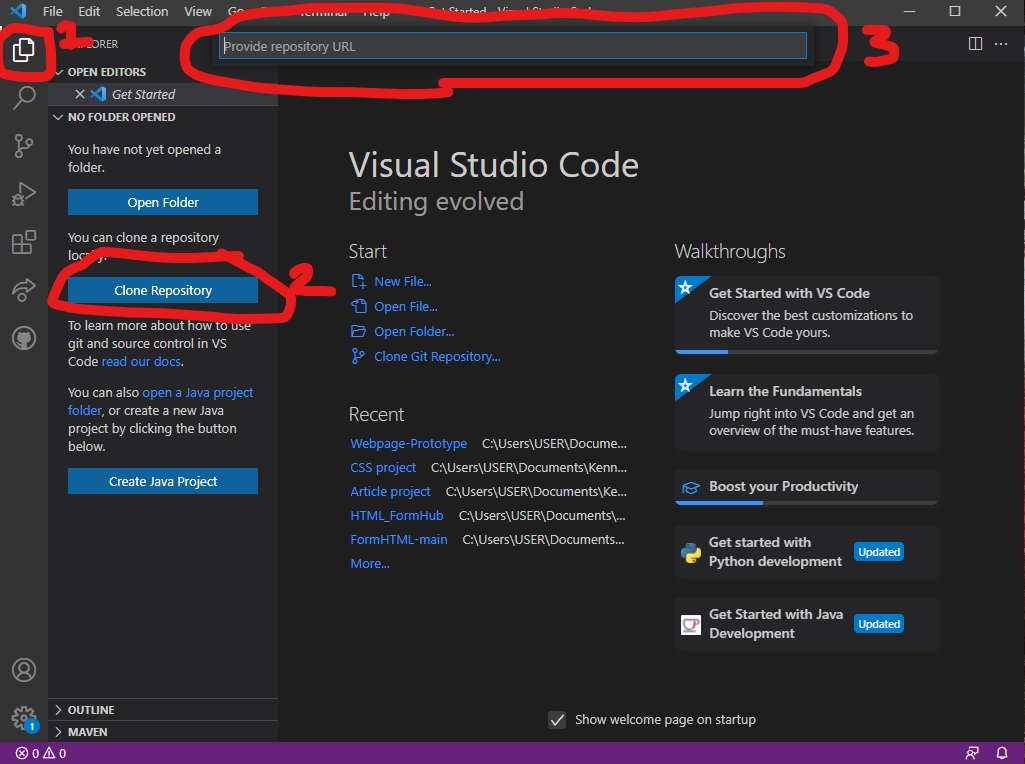 File Edit Selection View Go Terminal Help Get Started Visual Studio Code
1
EXPLORER
Provide repository URL
3
OPEN EDITORS
Get Started
NO FOLDER OPENED
You have not yet opened a
folder.
Open Folder
You can clone a repository
locally.
Clone Repository
2
To learn more about how to use
git and source control in VS
Code read our docs.
You can also open a Java project
folder, or create a new Java
project by clicking the button
below.
Create Java Project
OUTLINE
MAVEN
Visual Studio Code
Editing evolved
Start
New File...
Open File...
Open Folder...
Clone Git Repository...
Recent
Webpage-Prototype C:\Users\USER\Docume...
CSS project C:\Users\USER\Documents\Kenn...
Article project C:\Users\USER\Documents\Ke...
HTML_FormHub C:\Users\USER\Documents\...
FormHTML-main C:\Users\USER\Documents...
More...
Walkthroughs
Get Started with VS Code
Discover the best customizations to
make VS Code yours.
Learn the Fundamentals
Jump right into VS Code and get an
overview of the must-have features.
Boost your Productivity
Get started with
Python development
Updated
Get Started with Java
Development
Updated
Show welcome page on startup
1
0 0